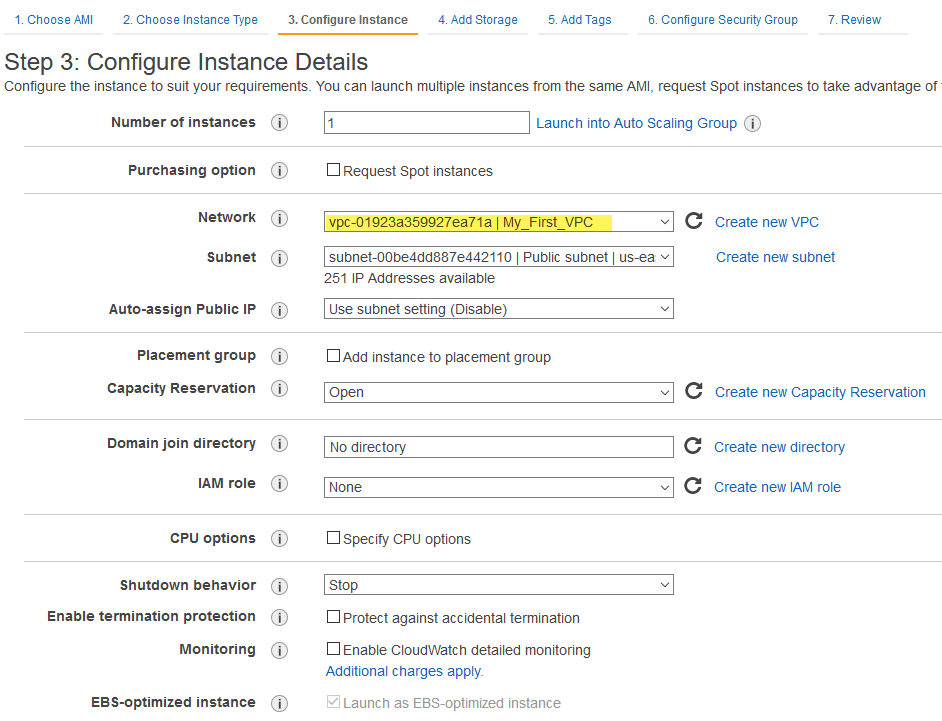 1. Choose AMI 2. Choose Instance Type 3. Configure Instance 4. Add Storage 5. Add Tags 6. Configure Security Group 7. Review
Step 3: Configure Instance Details
Configure the instance to suit your requirements. You can launch multiple instances from the same AMI, request Spot instances to take advantage of
Number of instances i 1 Launch into Auto Scaling Group i
Purchasing option i Request Spot instances
Network i vpc-01923a359927ea71a | My_First_VPC Create new VPC
Subnet i subnet-00be4dd887e442110 | Public subnet | us-ea Create new subnet
251 IP Addresses available
Auto-assign Public IP i Use subnet setting (Disable)
Placement group i Add instance to placement group
Capacity Reservation i Open Create new Capacity Reservation
Domain join directory i No directory Create new directory
IAM role i None Create new IAM role
CPU options i Specify CPU options
Shutdown behavior i Stop
Enable termination protection i Protect against accidental termination
Monitoring i Enable CloudWatch detailed monitoring
Additional charges apply.
EBS-optimized instance i Launch as EBS-optimized instance